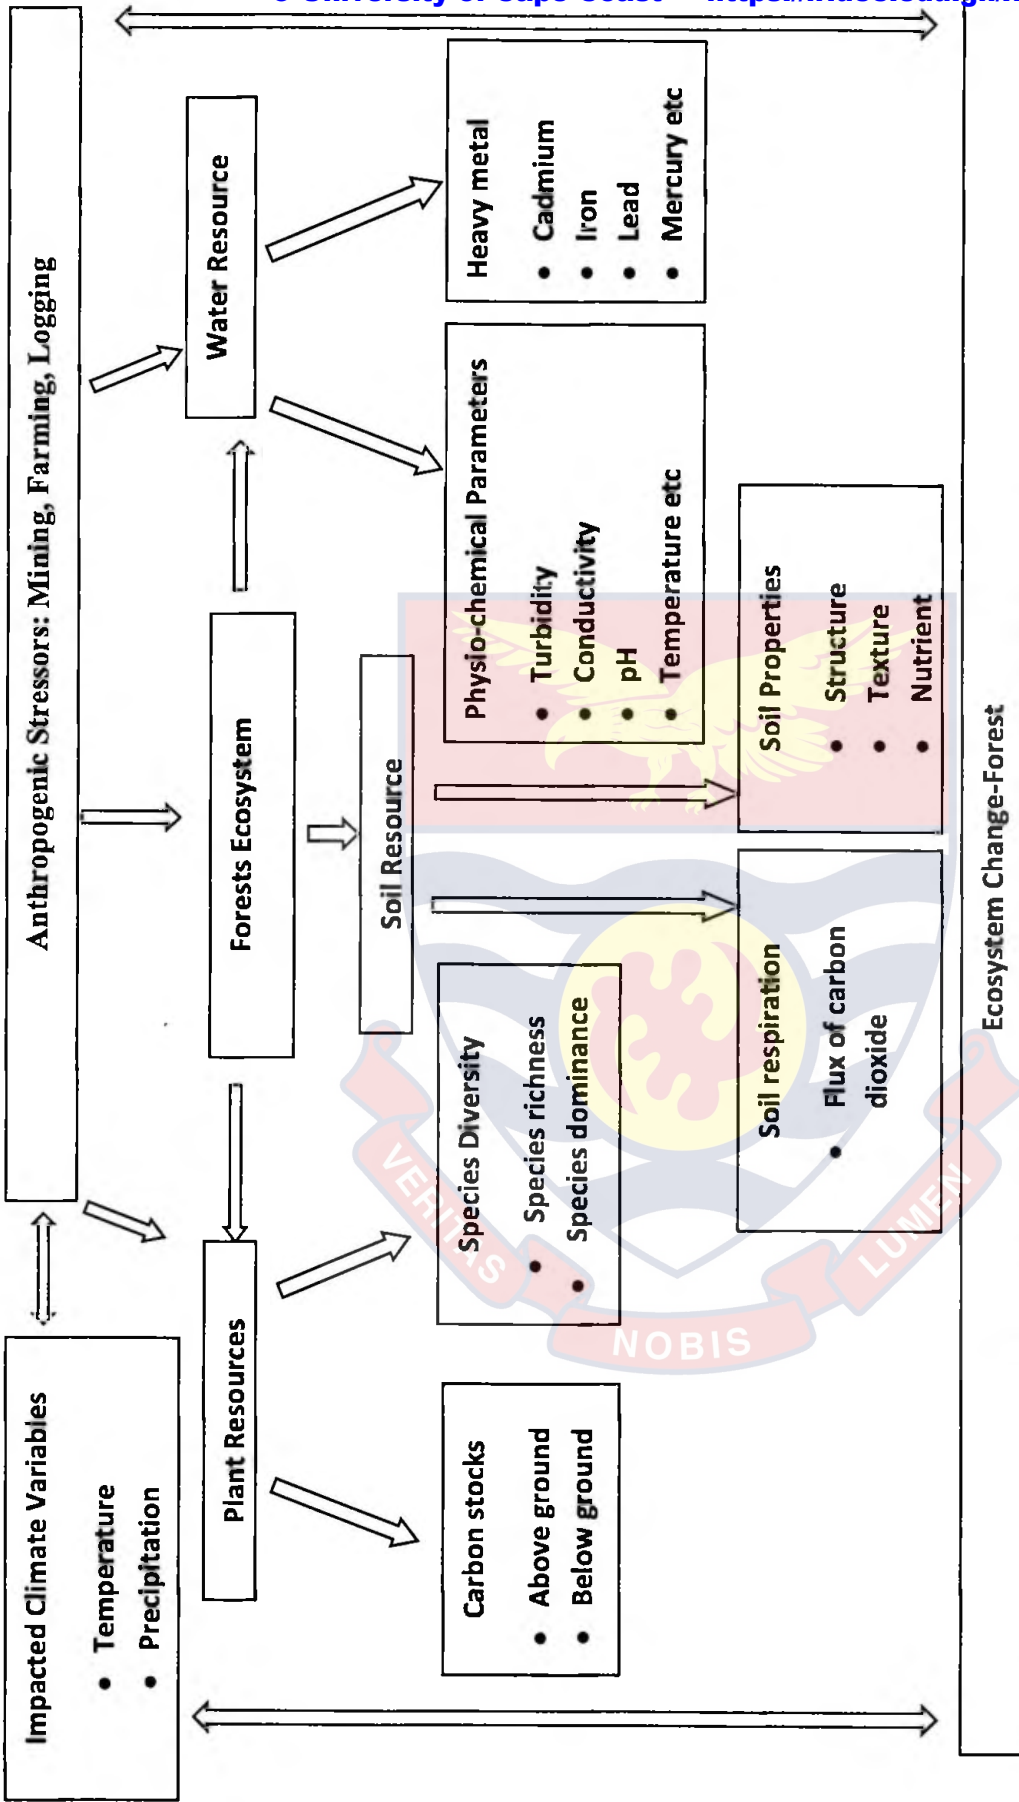 Impacted Climate Variables
• Temperature
• Precipitation
Anthropogenic Stressors: Mining, Farming, Logging
Plant Resources
Forests Ecosystem
Water Resource
Soil Resource
Carbon stocks
• Above ground
• Below ground
Species Diversity
• Species richness
• Species dominance
Physio-chemical Parameters
• Turbidity
• Conductivity
• pH
• Temperature etc
Heavy metal
• Cadmium
• Iron
• Lead
• Mercury etc
Soil respiration
• Flux of carbon
dioxide
Soil Properties
• Structure
• Texture
• Nutrient
Ecosystem Change-Forest
VERITAS
NOBIS
LUMEN